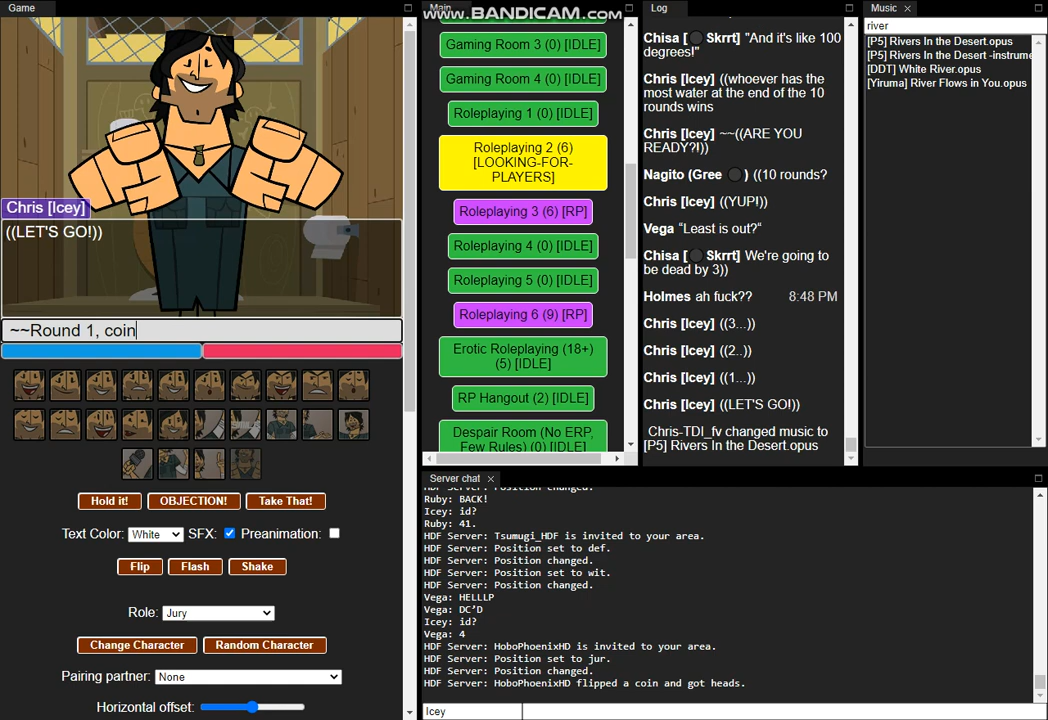 Game
Chris [Icey]
((LET'S GO!))
~~Round 1, coin
Hold it!
OBJECTION!
Take That!
Text Color:
White
SFX:
Preanimation:
Flip
Flash
Shake
Role:
Jury
Change Character
Random Character
Pairing partner:
None
Horizontal offset:
Main
www.BANDICAM.com
Gaming Room 3 (0) [IDLE]
Gaming Room 4 (0) [IDLE]
Roleplaying 1 (0) [IDLE]
Roleplaying 2 (6)
[LOOKING-FOR-
PLAYERS]
Roleplaying 3 (6) [RP]
Roleplaying 4 (0) [IDLE]
Roleplaying 5 (0) [IDLE]
Roleplaying 6 (9) [RP]
Erotic Roleplaying (18+)
(5) [IDLE]
RP Hangout (2) [IDLE]
Despair Room (No ERP,
Few Rules) (0) [IDLE]
Log
Chisa [ Skrrt] "And it's like 100
degrees!"
Chris [Icey] ((whoever has the
most water at the end of the 10
rounds wins
Chris [Icey] ~~((ARE YOU
READY?!))
Nagito (Gree ) ((10 rounds?
Chris [Icey] ((YUP!))
Vega “Least is out?”
Chisa [ Skrrt] We're going to
be dead by 3))
Holmes ah fuck?? 8:48 PM
Chris [Icey] ((3...))
Chris [Icey] ((2..))
Chris [Icey] ((1...))
Chris [Icey] ((LET'S GO!))
Chris-TDI_fv changed music to
[P5] Rivers In the Desert.opus
Music
river
[P5] Rivers In the Desert.opus
[P5] Rivers In the Desert -instrume
[DDT] White River.opus
[Yiruma] River Flows in You.opus
Server chat
HDF Server: Position changed.
Ruby: BACK!
Icey: id?
Ruby: 41.
HDF Server: Tsumugi_HDF is invited to your area.
HDF Server: Position set to def.
HDF Server: Position changed.
HDF Server: Position set to wit.
HDF Server: Position changed.
Vega: HELLLP
Vega: DC’D
Icey: id?
Vega: 4
HDF Server: HoboPhoenixHD is invited to your area.
HDF Server: Position set to jur.
HDF Server: Position changed.
HDF Server: HoboPhoenixHD flipped a coin and got heads.
Icey